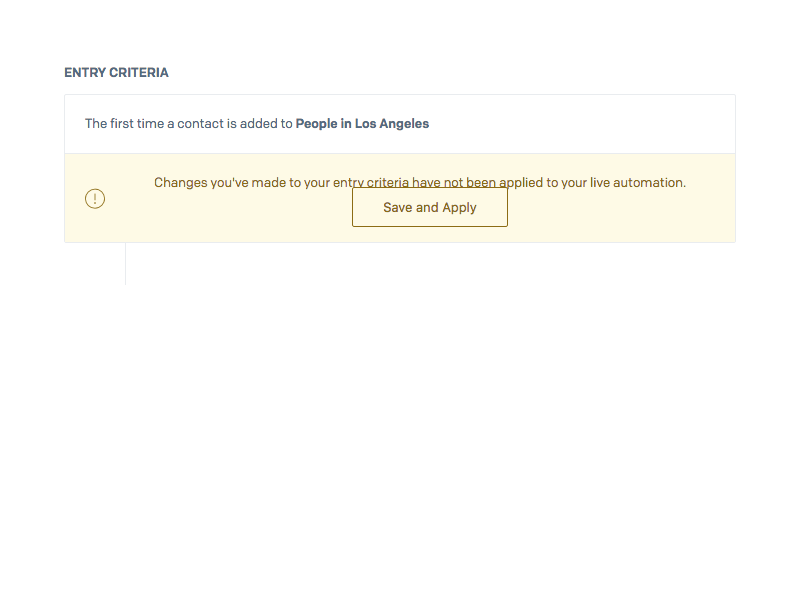 ENTRY CRITERIA
The first time a contact is added to People in Los Angeles
Changes you've made to your entry criteria have not been applied to your live automation.
Save and Apply